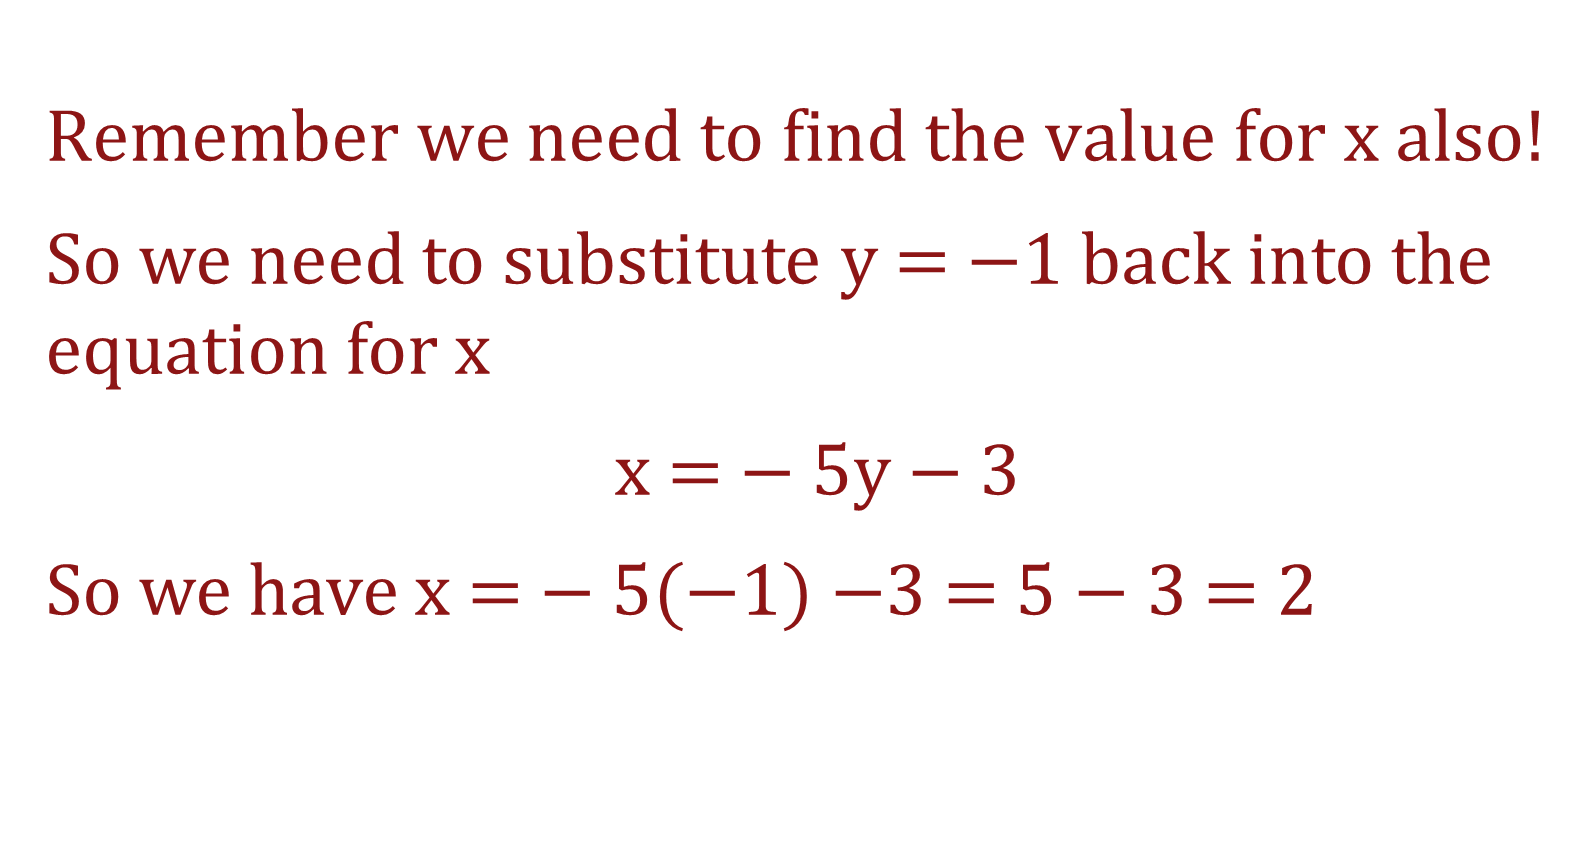 Remember we need to find the value for x also!
So we need to substitute y = −1 back into the
equation for x
x = − 5y − 3
So we have x = − 5(−1) −3 = 5 − 3 = 2